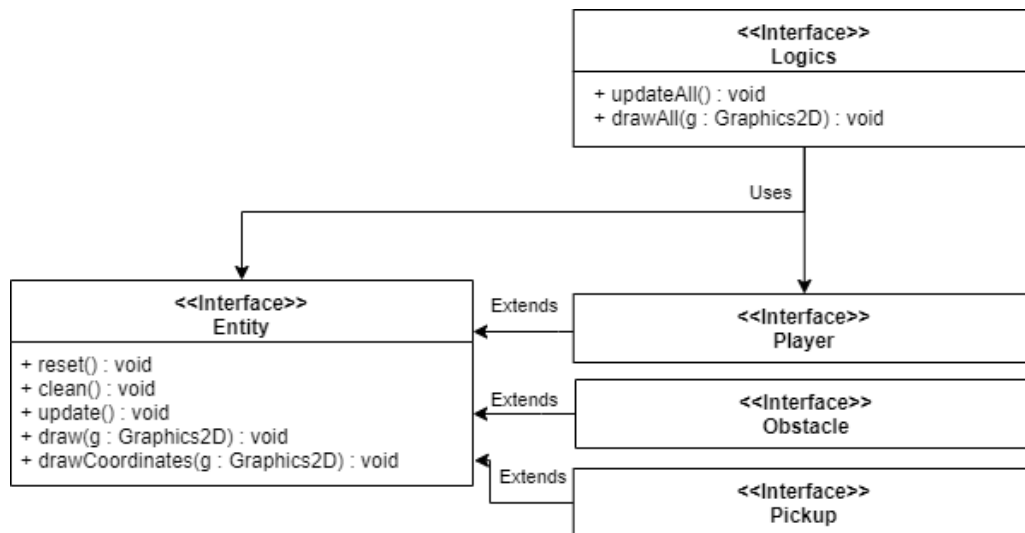 <<Interface>>
Logics
+ updateAll() : void
+ drawAll(g : Graphics2D) : void
Uses
<<Interface>>
Entity
+ reset() : void
+ clean() : void
+ update() : void
+ draw(g : Graphics2D) : void
+ drawCoordinates(g : Graphics2D) : void
Extends
<<Interface>>
Player
Extends
<<Interface>>
Obstacle
Extends
<<Interface>>
Pickup